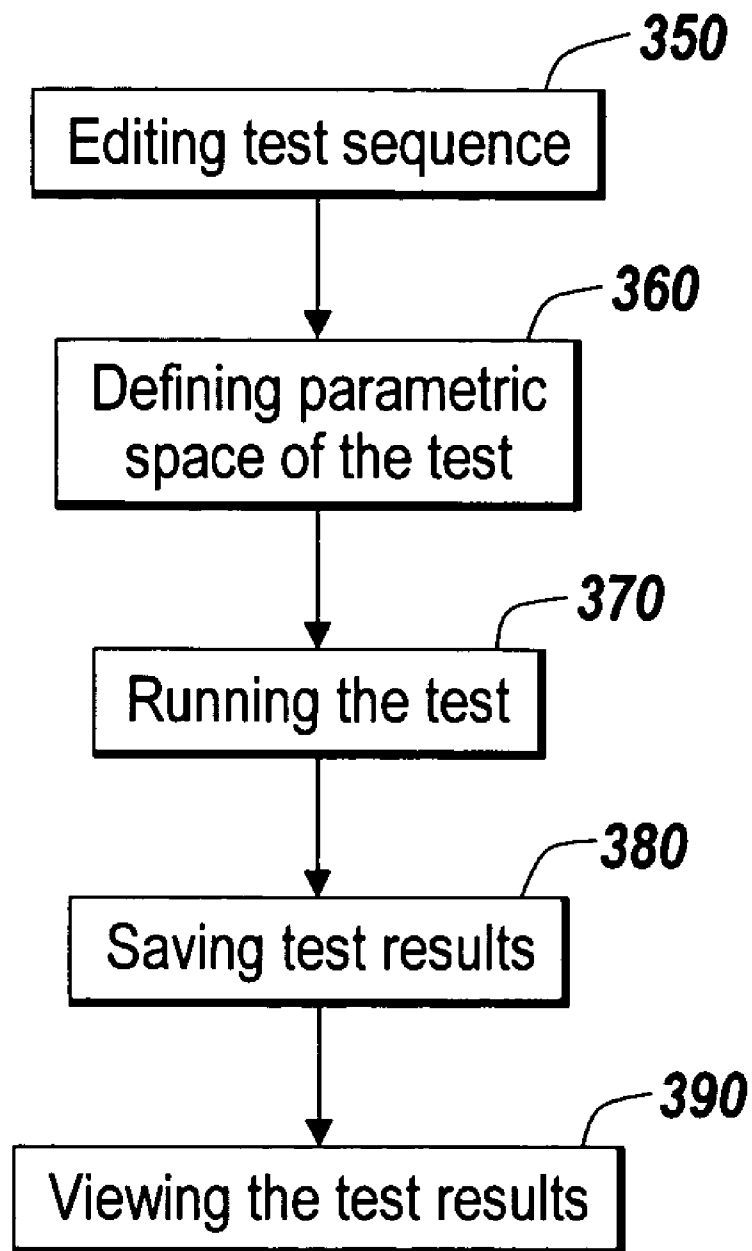 350
Editing test sequence
360
Defining parametric
space of the test
370
Running the test
380
Saving test results
390
Viewing the test results